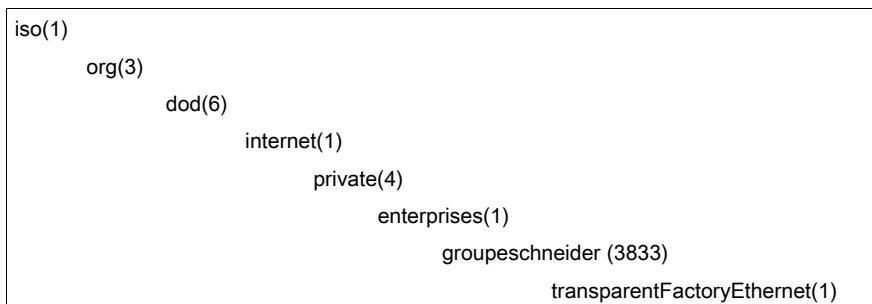 iso(1)
org(3)
dod(6)
internet(1)
private(4)
enterprises(1)
groupeschneider (3833)
transparentFactoryEthernet(1)